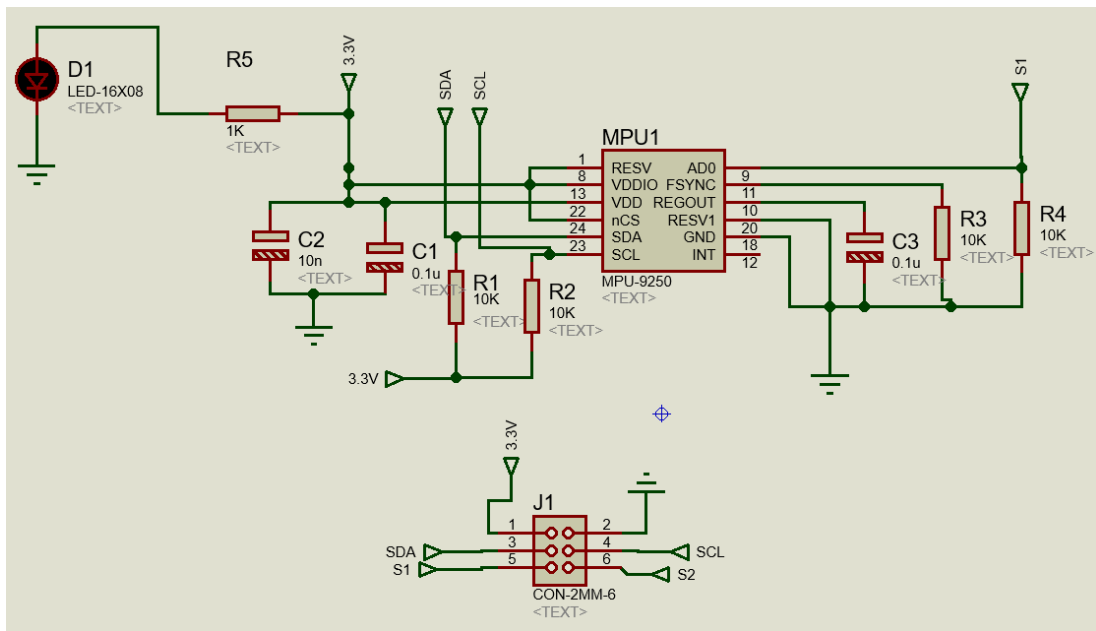 D1
LED-16X08
<TEXT>
R5
1K
<TEXT>
3.3V
SDA
SCL
S1
C2
10n
<TEXT>
C1
0.1u
<TEXT>
3.3V
R1
10K
<TEXT>
R2
10K
<TEXT>
MPU1
1 RESV AD0 9
8 VDDIO FSYNC 11
13 VDD REGOUT 10
22 nCS RESV1 20
24 SDA GND 18
23 SCL INT 12
MPU-9250
<TEXT>
C3
0.1u
<TEXT>
R3
10K
<TEXT>
R4
10K
<TEXT>
3.3V
J1
1 2
3 4
5 6
SDA
S1
SCL
S2
CON-2MM-6
<TEXT>